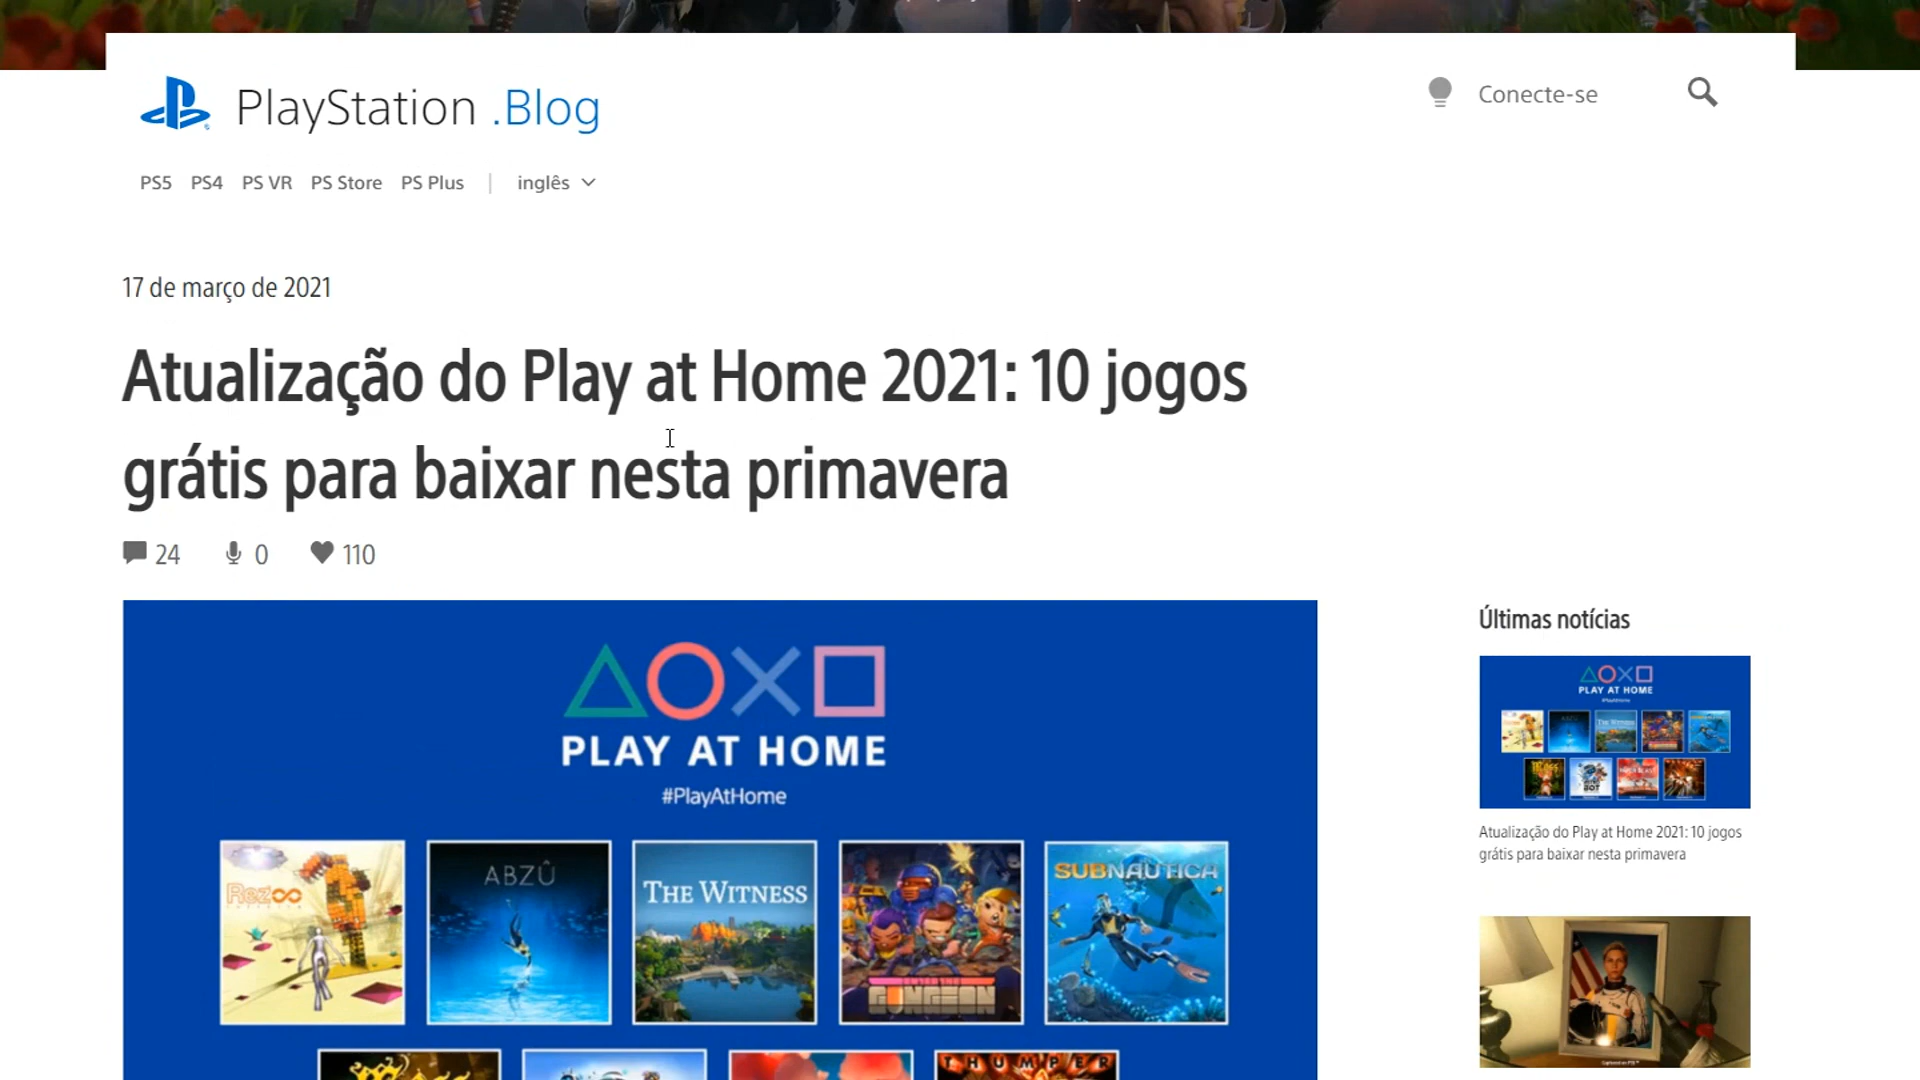 PlayStation .Blog
Conecte-se
PS5 PS4 PS VR PS Store PS Plus | inglês
17 de março de 2021
Atualização do Play at Home 2021: 10 jogos
grátis para baixar nesta primavera
24 0 110
PLAY AT HOME
#PlayAtHome
Rez∞
ABZÛ
THE WITNESS
GUNGEON
SUBNAUTICA
THUMPER
Últimas notícias
PLAY AT HOME
Atualização do Play at Home 2021: 10 jogos
grátis para baixar nesta primavera